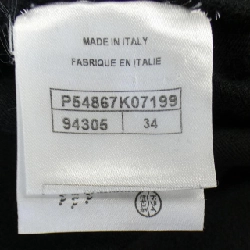 MADE IN ITALY
FABRIQUE EN ITALIE
P54867K07199
94305 34